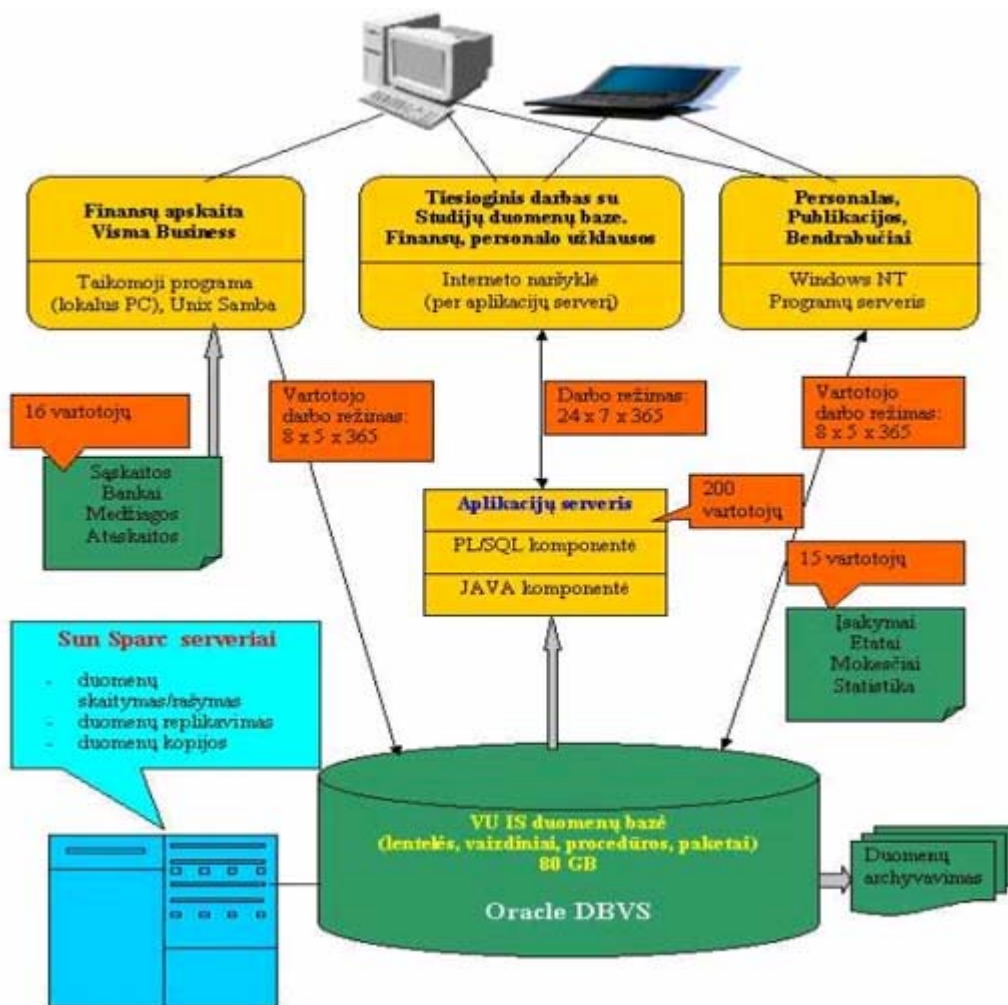 Finansų apskaita
Visma Business
Taikomoji programa
(lokalus PC), Unix Samba
Tiesioginis darbas su
Studijų duomenų baze.
Finansų, personalo užklausos
Interneto naršyklė
(per aplikacijų serverį)
Personalas,
Publikacijos,
Bendrabučiai
Windows NT
Programų serveris
16 vartotojų
Vartotojo
darbo režimas:
8 x 5 x 365
Darbo režimas:
24 x 7 x 365
Vartotojo
darbo režimas:
8 x 5 x 365
Sąskaitos
Bankai
Medžiagos
Ataskaitos
Aplikacijų serveris
PL/SQL komponentė
JAVA komponentė
200
vartotojų
15 vartotojų
Įsakymai
Etatai
Mokesčiai
Statistika
Sun Sparc serveriai
- duomenų
skaitymas/rašymas
- duomenų replikavimas
- duomenų kopijos
VU IS duomenų bazė
(lentelės, vaizdiniai, procedūros, paketai)
80 GB
Oracle DBVS
Duomenų
archyvavimas